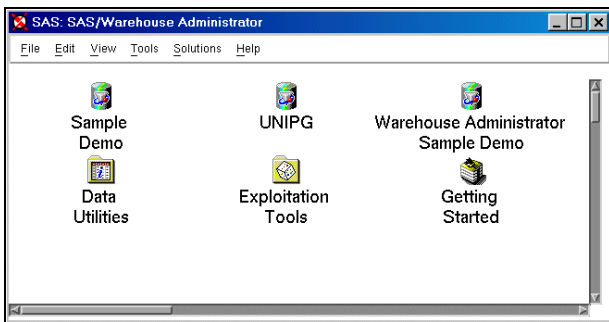 SAS: SAS/Warehouse Administrator
File Edit View Tools Solutions Help
Sample
Demo
UNIPG
Warehouse Administrator
Sample Demo
Data
Utilities
Exploitation
Tools
Getting
Started